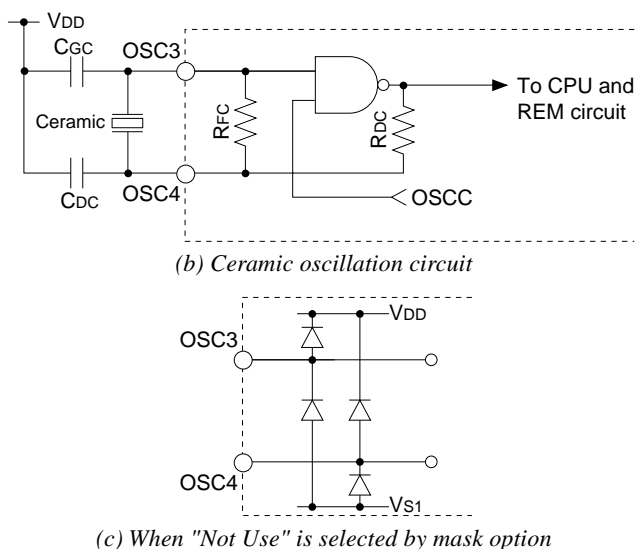 VDD
CGC
OSC3
Ceramic
RFC
RDC
To CPU and
REM circuit
CDC
OSC4
OSCC
(b) Ceramic oscillation circuit
VDD
OSC3
OSC4
VS1
(c) When "Not Use" is selected by mask option